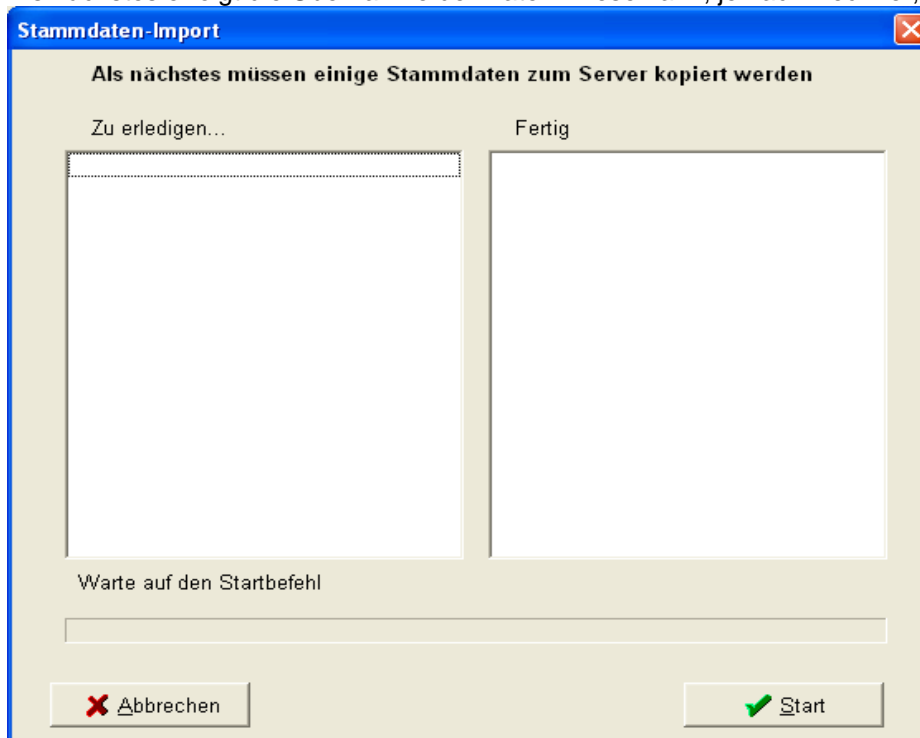 Stammdaten-Import
Als nächstes müssen einige Stammdaten zum Server kopiert werden
Zu erledigen...
Fertig
Warte auf den Startbefehl
Abbrechen
Start